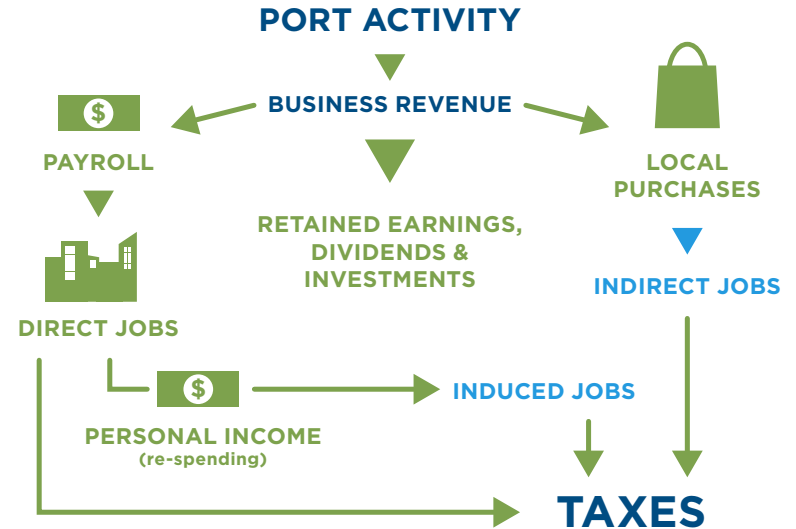 PORT ACTIVITY
BUSINESS REVENUE
$
PAYROLL
LOCAL
PURCHASES
RETAINED EARNINGS,
DIVIDENDS &
INVESTMENTS
INDIRECT JOBS
DIRECT JOBS
$
INDUCED JOBS
PERSONAL INCOME
(re-spending)
TAXES